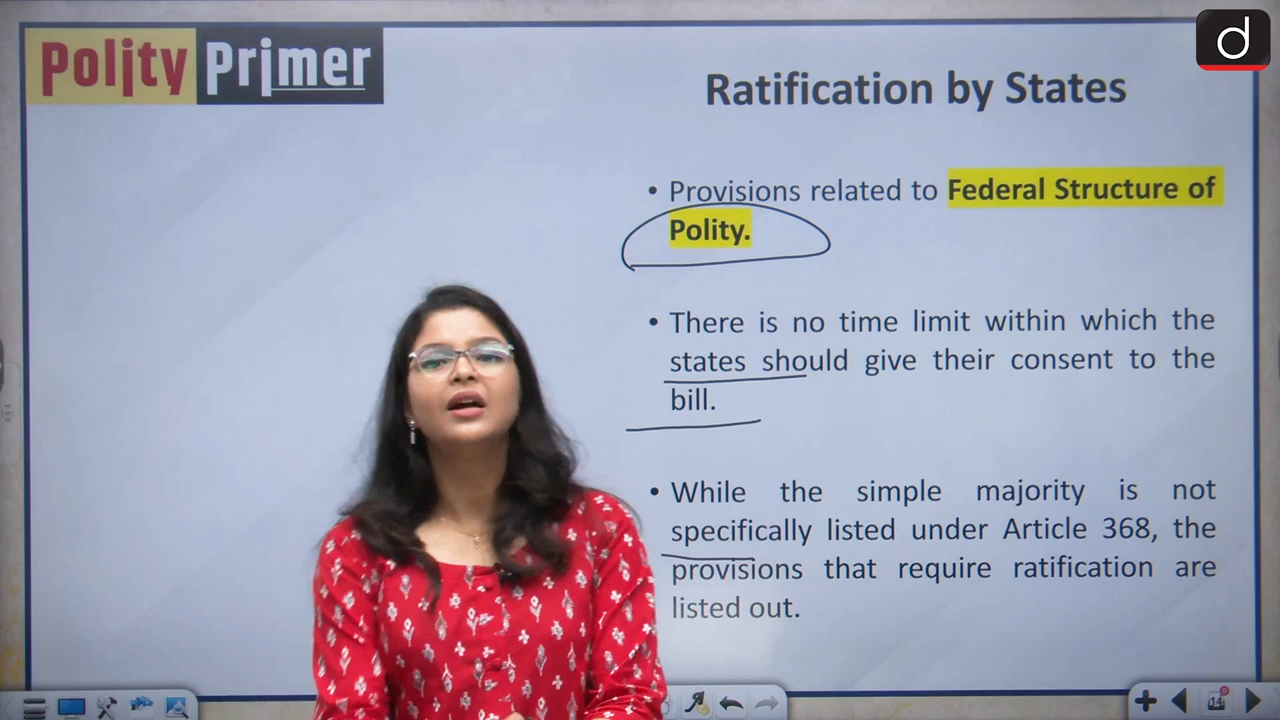 Polity Primer
d
Ratification by States
• Provisions related to Federal Structure of
Polity.
• There is no time limit within which the
states should give their consent to the
bill.
• While the simple majority is not
specifically listed under Article 368, the
provisions that require ratification are
listed out.
14